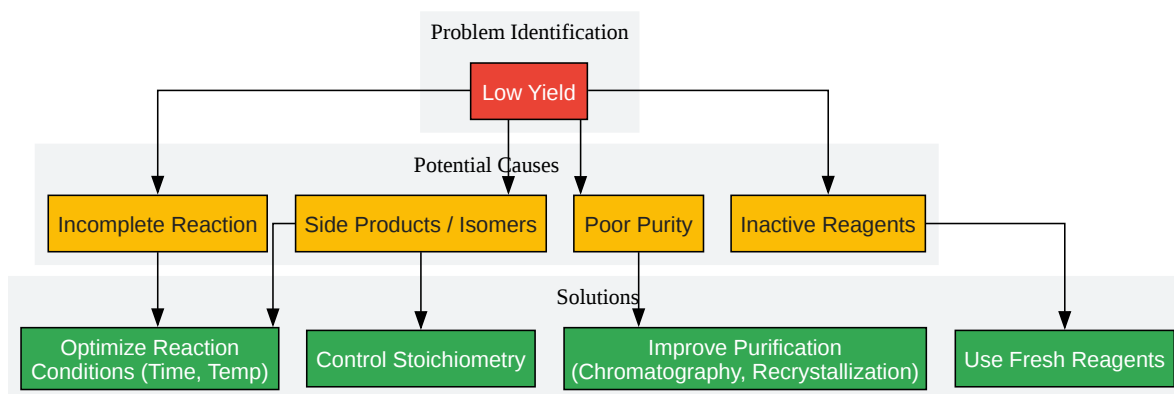 Problem Identification
Low Yield
Potential Causes
Incomplete Reaction
Side Products / Isomers
Poor Purity
Inactive Reagents
Solutions
Optimize Reaction
Conditions (Time, Temp)
Control Stoichiometry
Improve Purification
(Chromatography, Recrystallization)
Use Fresh Reagents